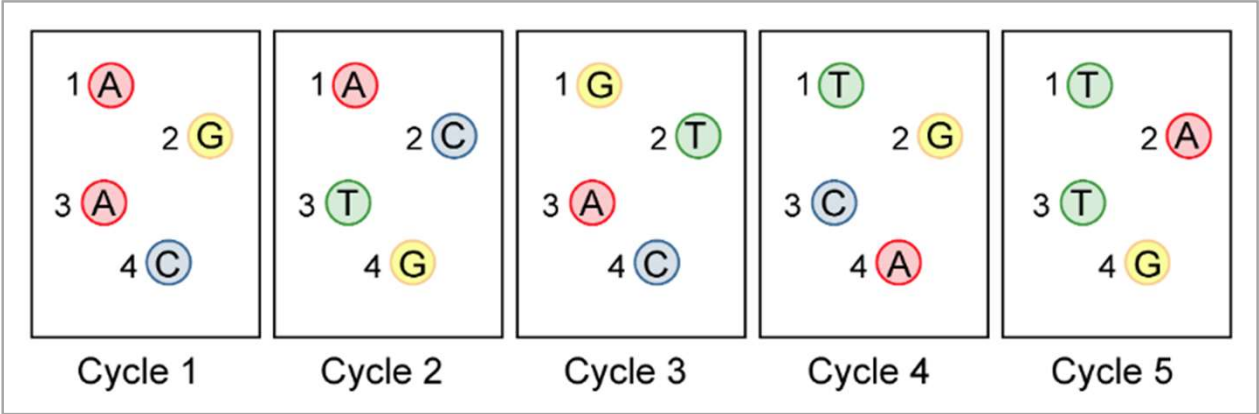 1 A
2 G
3 A
4 C
Cycle 1
1 A
2 C
3 T
4 G
Cycle 2
1 G
2 T
3 A
4 C
Cycle 3
1 T
2 G
3 C
4 A
Cycle 4
1 T
2 A
3 T
4 G
Cycle 5